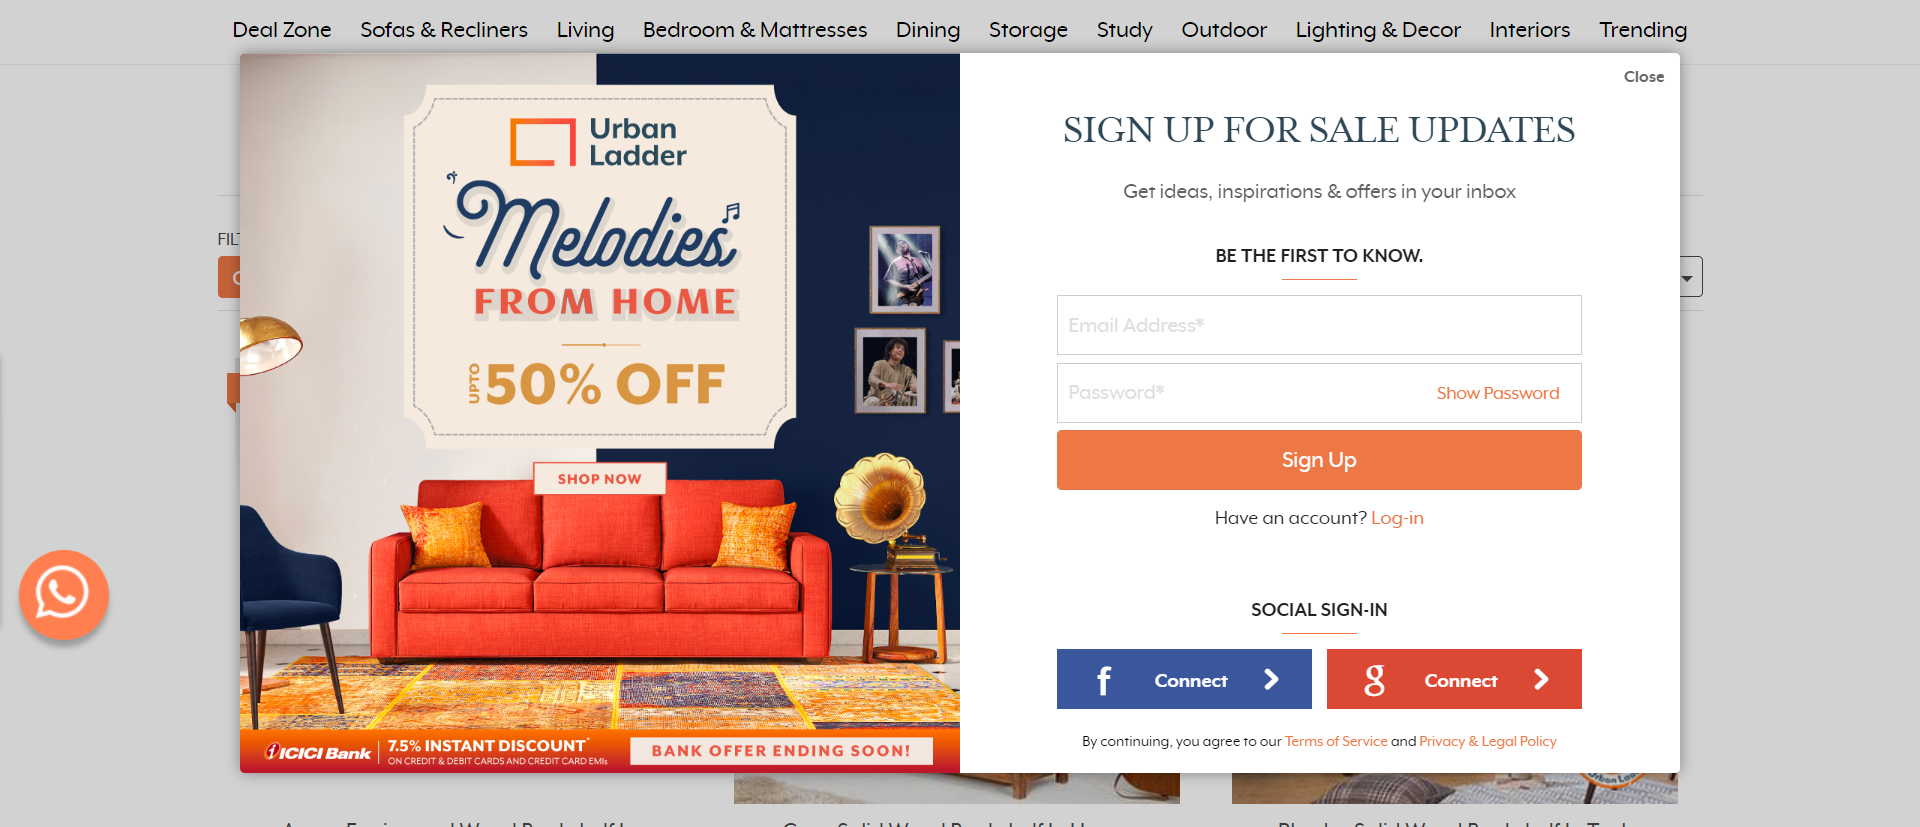 Deal Zone Sofas & Recliners Living Bedroom & Mattresses Dining Storage Study Outdoor Lighting & Decor Interiors Trending
Urban
Ladder
Melodies
FROM HOME
UPTO 50% OFF
SHOP NOW
ICICI Bank 7.5% INSTANT DISCOUNT*
ON CREDIT & DEBIT CARDS AND CREDIT CARD EMIs
BANK OFFER ENDING SOON!
Close
SIGN UP FOR SALE UPDATES
Get ideas, inspirations & offers in your inbox
BE THE FIRST TO KNOW.
Email Address*
Password* Show Password
Sign Up
Have an account? Log-in
SOCIAL SIGN-IN
f Connect
g Connect
By continuing, you agree to our Terms of Service and Privacy & Legal Policy